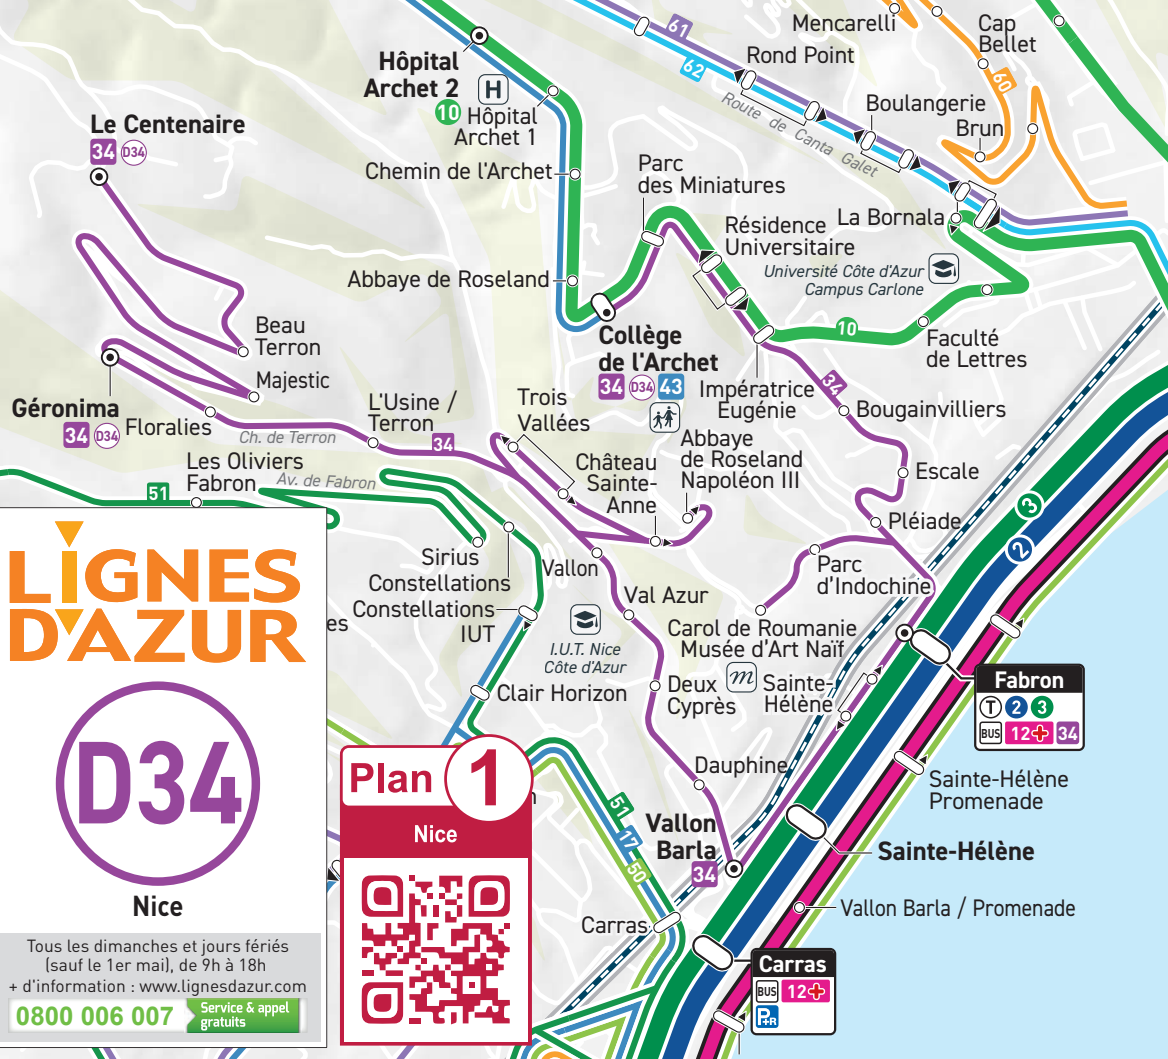 61
Mencarelli
Cap
Bellet
Rond Point
62
60
Hôpital
Archet 2
H
10
Hôpital
Archet 1
Route de Canta Galet
Boulangerie
Brun
Le Centenaire
34 D34
Chemin de l'Archet
Parc
des Miniatures
La Bornala
Résidence
Universitaire
Université Côte d'Azur
Campus Carlone
Abbaye de Roseland
10
Faculté
de Lettres
Collège
de l'Archet
34 D34 43
Impératrice
Eugénie
34
Bougainvilliers
Beau
Terron
Majestic
Géronima
34 D34
Floralies
Ch. de Terron
L'Usine /
Terron
34
Trois
Vallées
Abbaye
de Roseland
Napoléon III
Château
Sainte-
Anne
Escale
Pléiade
Les Oliviers
Fabron
Av. de Fabron
51
3
2
Sirius
Constellations
Constellations
IUT
es
Vallon
Val Azur
Parc
d'Indochine
I.U.T. Nice
Côte d'Azur
Carol de Roumanie
Musée d'Art Naïf
m
Clair Horizon
Deux
Cyprès
Sainte-
Hélène
Fabron
T 2 3
BUS 12+ 34
Dauphine
Sainte-Hélène
Promenade
Vallon
Barla
34
Sainte-Hélène
51
17
50
n
Vallon Barla / Promenade
Carras
Carras
BUS 12+
P+R
LIGNES
D'AZUR
D34
Nice
Tous les dimanches et jours fériés
(sauf le 1er mai), de 9h à 18h
+ d'information : www.lignesdazur.com
0800 006 007
Service & appel
gratuits
Plan 1
Nice